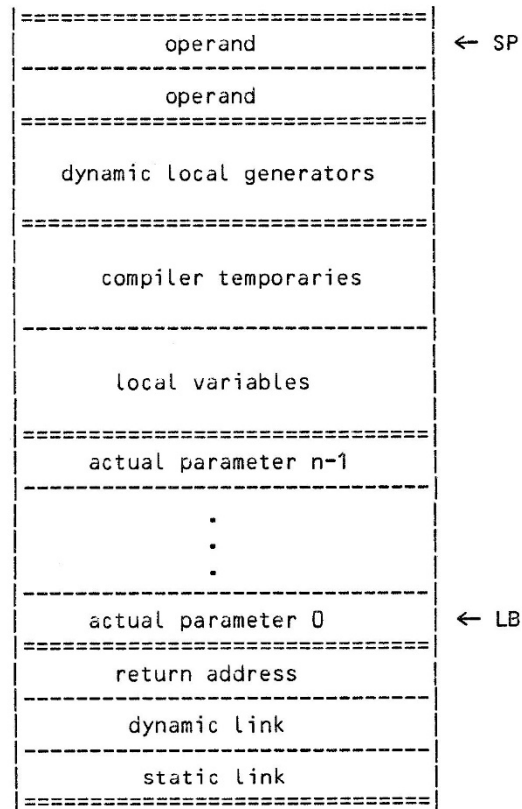 operand ← SP
operand
dynamic local generators
compiler temporaries
local variables
actual parameter n-1
.
.
.
actual parameter 0 ← LB
return address
dynamic link
static link